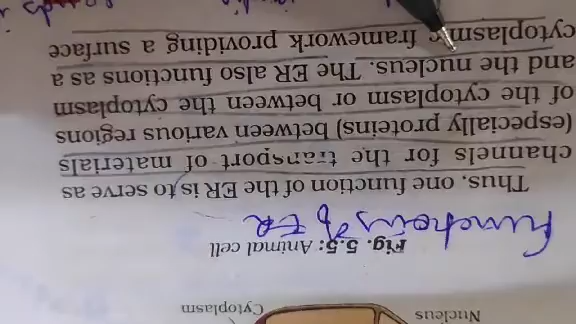 Nucleus
Cytoplasm
Fig. 5.5: Animal cell
Functions of ER
Thus, one function of the ER is to serve as
channels for the transport of materials
(especially proteins) between various regions
of the cytoplasm or between the cytoplasm
and the nucleus. The ER also functions as a
cytoplasmic framework providing a surface